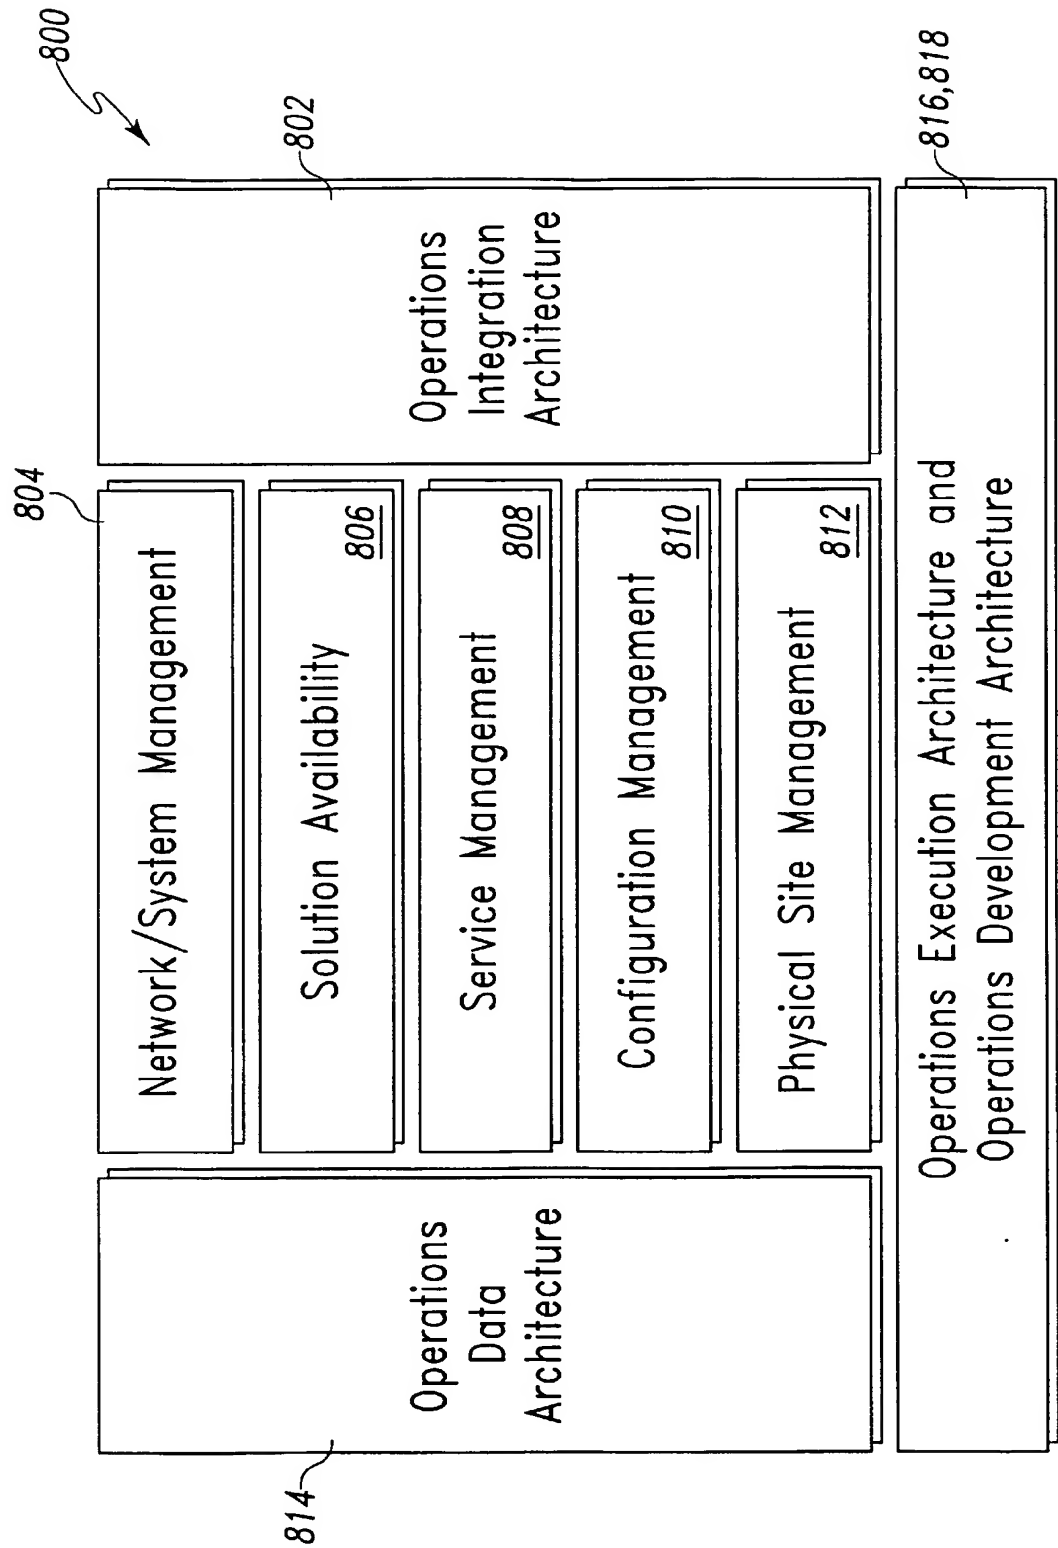 800
804
Network/System Management
802
Operations
Data
Architecture
814
Solution Availability
806
Service Management
808
Configuration Management
810
Physical Site Management
812
Operations
Integration
Architecture
Operations Execution Architecture and
Operations Development Architecture
816,818